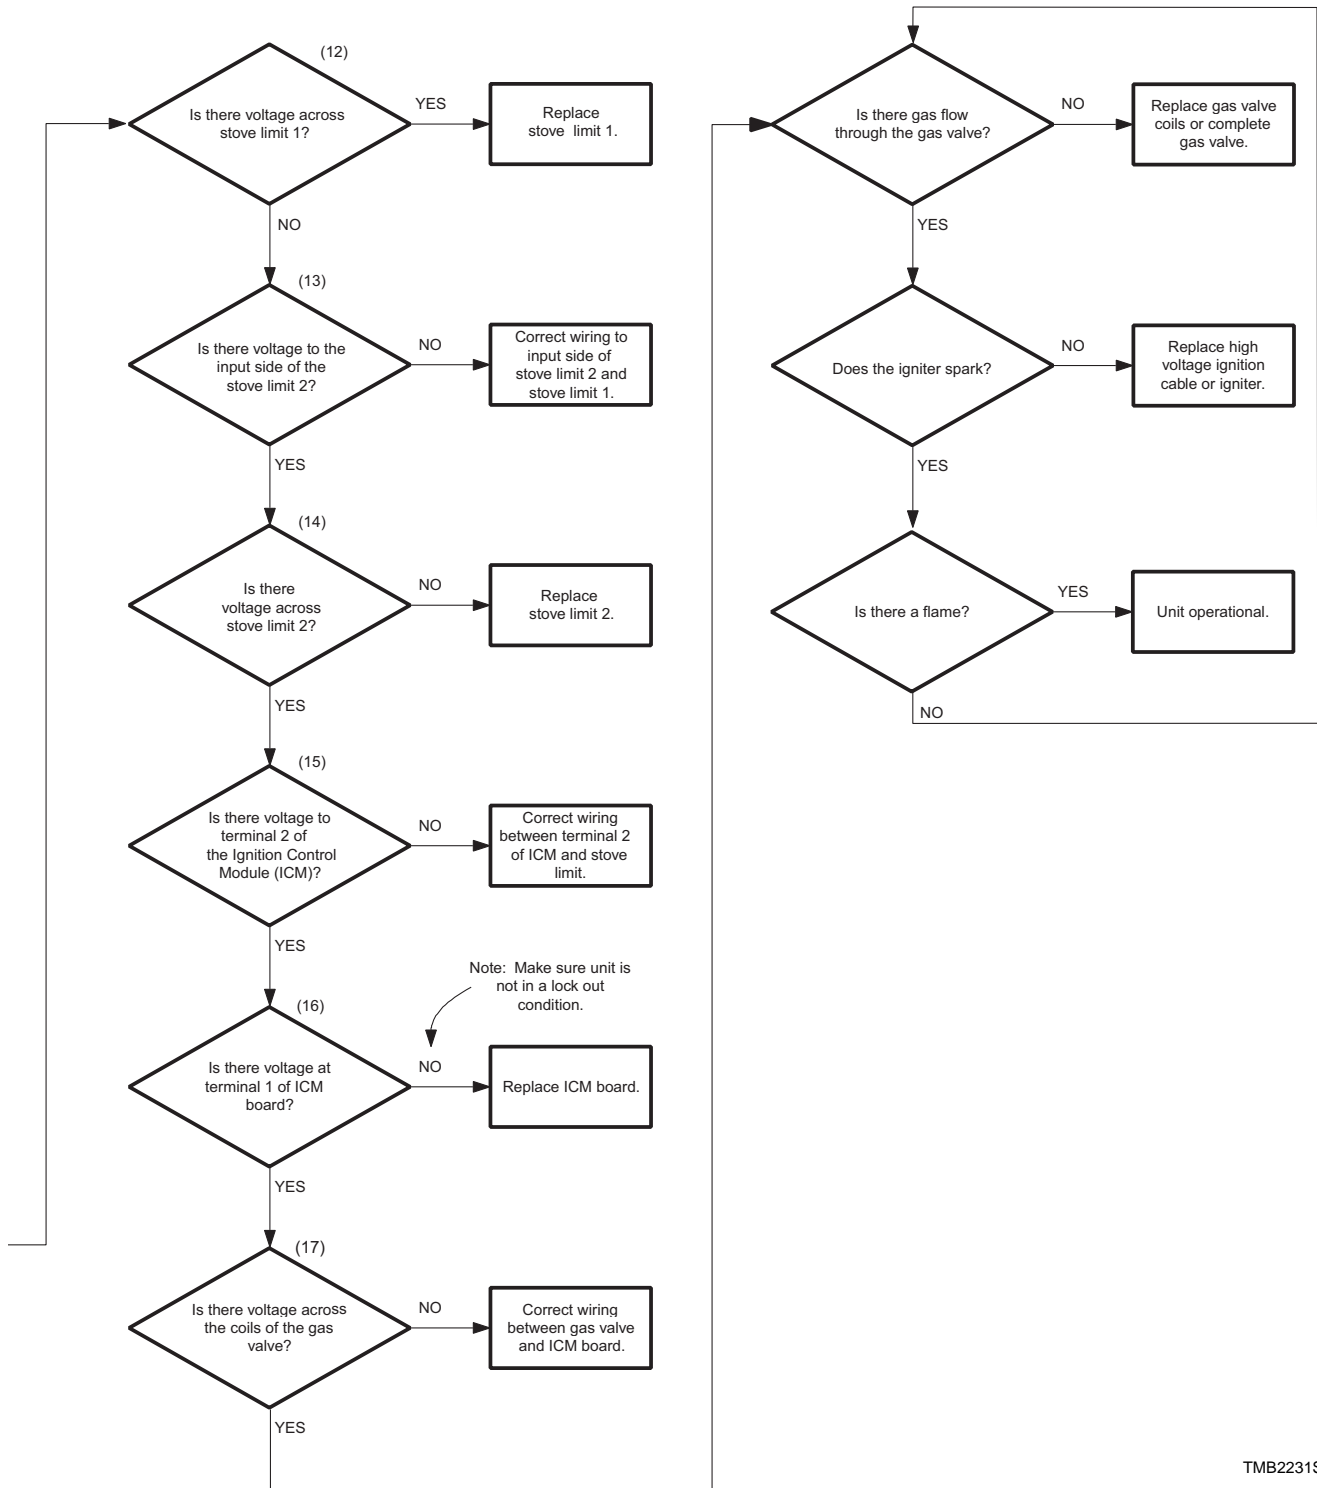 (12)
Is there voltage across
stove limit 1?
YES
Replace
stove limit 1.
NO
(13)
Is there voltage to the
input side of the
stove limit 2?
NO
Correct wiring to
input side of
stove limit 2 and
stove limit 1.
YES
(14)
Is there
voltage across
stove limit 2?
NO
Replace
stove limit 2.
YES
(15)
Is there voltage to
terminal 2 of
the Ignition Control
Module (ICM)?
NO
Correct wiring
between terminal 2
of ICM and stove
limit.
YES
Note: Make sure unit is
not in a lock out
condition.
(16)
Is there voltage at
terminal 1 of ICM
board?
NO
Replace ICM board.
YES
(17)
Is there voltage across
the coils of the gas
valve?
NO
Correct wiring
between gas valve
and ICM board.
YES
Is there gas flow
through the gas valve?
NO
Replace gas valve
coils or complete
gas valve.
YES
Does the igniter spark?
NO
Replace high
voltage ignition
cable or igniter.
YES
Is there a flame?
YES
Unit operational.
NO
TMB2231S